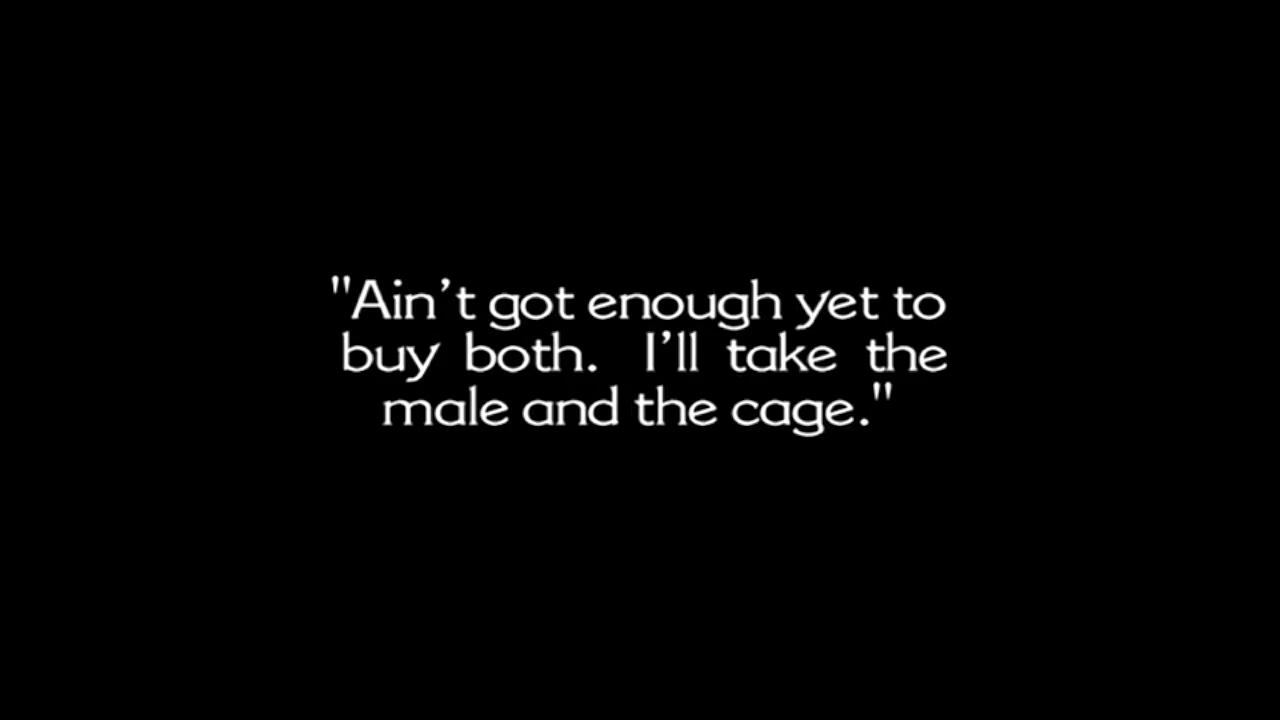 "Ain't got enough yet to
buy both. I'll take the
male and the cage."